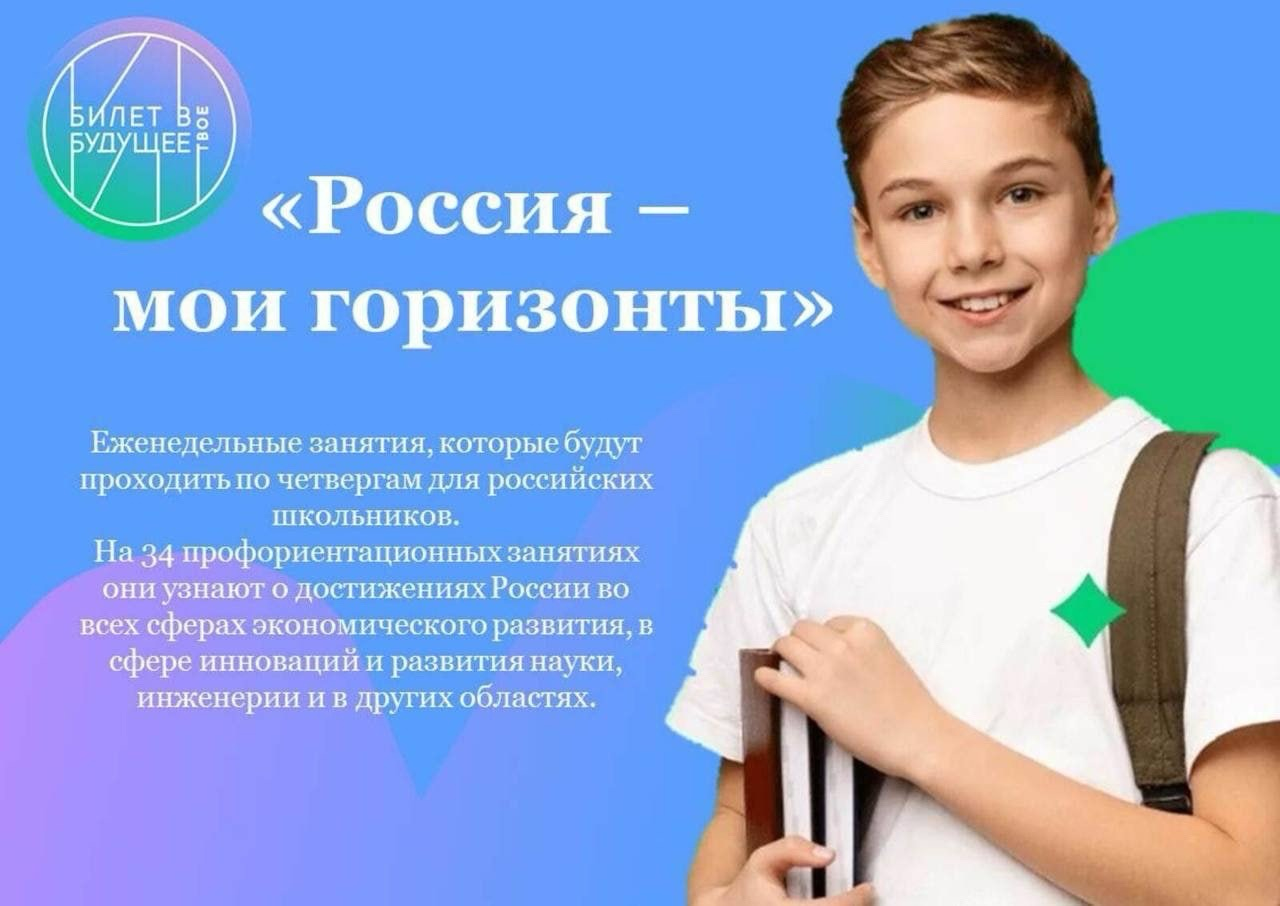 БИЛЕТ В
БУДУЩЕЕ
ТВОЕ
«Россия –
мои горизонты»
Еженедельные занятия, которые будут
проходить по четвергам для российских
школьников.
На 34 профориентационных занятиях
они узнают о достижениях России во
всех сферах экономического развития, в
сфере инноваций и развития науки,
инженерии и в других областях.